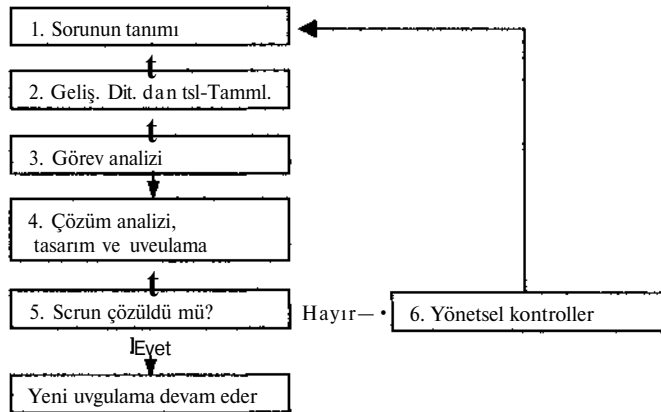 1. Sorunun tanımı
t
2. Geliş. Dit. dan tsl-Tamml.
t
3. Görev analizi
4. Çözüm analizi,
tasarım ve uveulama
t
5. Scrun çözüldü mü?
Hayır—•
6. Yönetsel kontroller
]Evet
Yeni uvgulama devam eder